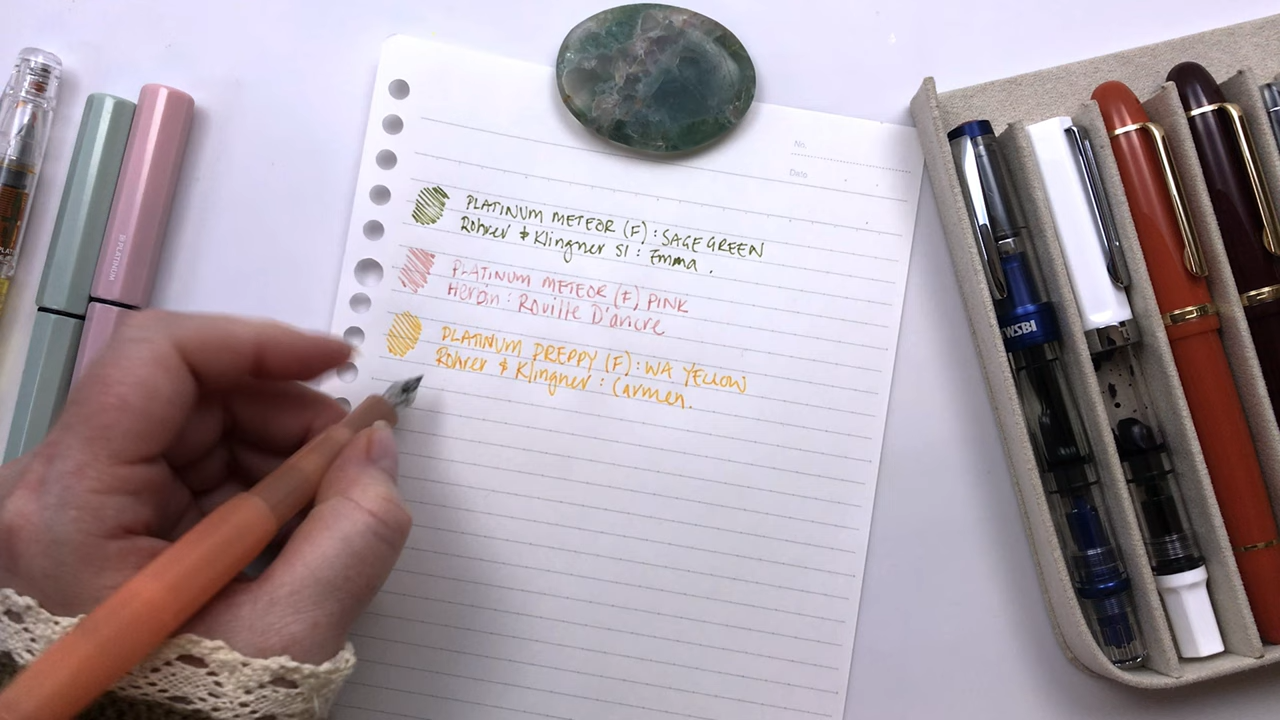 No.
Date
PLATINUM METEOR (F) : SAGE GREEN
Rohrer & Klingner SI : Emma .
PLATINUM METEOR (F) PINK
Herbin : Rouille D'ancre
PLATINUM PREPPY (F) : WA YELLOW
Rohrer & Klingner : Carmen.
PLATINUM
TWSBI